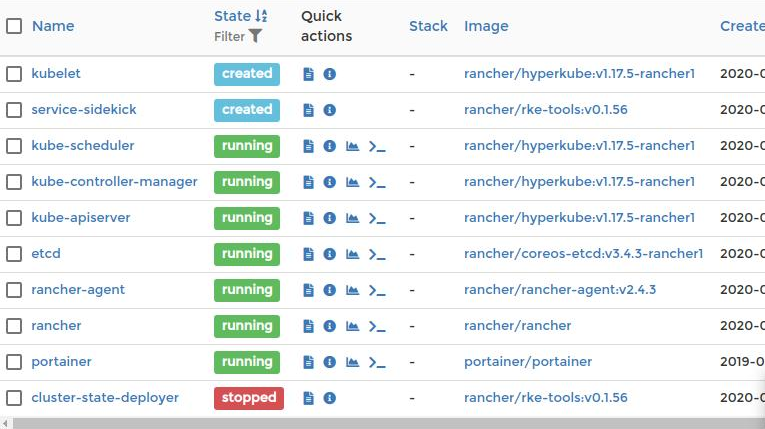 Name State Filter Quick actions Stack Image Create
kubelet created - rancher/hyperkube:v1.17.5-rancher1 2020-0
service-sidekick created - rancher/rke-tools:v0.1.56 2020-0
kube-scheduler running - rancher/hyperkube:v1.17.5-rancher1 2020-0
kube-controller-manager running - rancher/hyperkube:v1.17.5-rancher1 2020-0
kube-apiserver running - rancher/hyperkube:v1.17.5-rancher1 2020-0
etcd running - rancher/coreos-etcd:v3.4.3-rancher1 2020-0
rancher-agent running - rancher/rancher-agent:v2.4.3 2020-0
rancher running - rancher/rancher 2020-0
portainer running - portainer/portainer 2019-0
cluster-state-deployer stopped - rancher/rke-tools:v0.1.56 2020-0